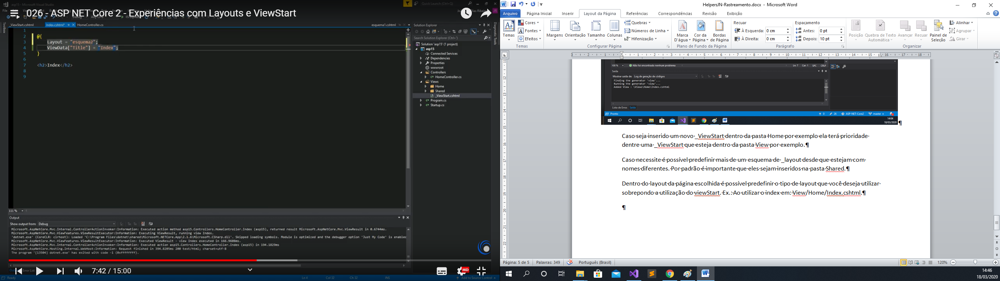 asp15 - Microsoft Visual Studio
Quick Launch (Ctrl+Q)
026 - ASP NET Core 2 - Experiências com Layouts e ViewStart
_ViewStart.cshtml
Index.cshtml*
HomeController.cs
esquema1.cshtml
Toolbox
1
2 @{
3 Layout = "esquema2";
4 ViewData["Title"] = "Index";
5 }
6
7 <h2>Index</h2>
8
9
111 %
Solution Explorer
Search Solution Explorer (Ctrl+')
Solution 'asp15' (1 project)
asp15
Connected Services
Dependencies
Properties
wwwroot
Controllers
HomeController.cs
Views
Home
Shared
_ViewStart.cshtml
Program.cs
Startup.cs
Diagnostic Tools
Output
Show output from: Debug
Microsoft.AspNetCore.Mvc.Internal.ControllerActionInvoker:Information: Executed action method asp15.Controllers.HomeController.Index (asp15), returned result Microsoft.AspNetCore.Mvc.ViewResult in 0.6744ms.
Microsoft.AspNetCore.Mvc.ViewFeatures.ViewResultExecutor:Information: Executing ViewResult, running view Index.
'dotnet.exe' (CoreCLR: clrhost): Loaded 'C:\Program Files\dotnet\shared\Microsoft.NETCore.App\2.1.6\Microsoft.CSharp.dll'. Skipped loading symbols. Module is optimized and the debugger option 'Just My Code' is enabled
Microsoft.AspNetCore.Mvc.ViewFeatures.ViewResultExecutor:Information: Executed ViewResult - view Index executed in 166.9608ms.
Microsoft.AspNetCore.Mvc.Internal.ControllerActionInvoker:Information: Executed action asp15.Controllers.HomeController.Index (asp15) in 194.1829ms
Microsoft.AspNetCore.Hosting.Internal.WebHost:Information: Request finished in 394.8205ms 200 text/html; charset=utf-8
The program '[13504] dotnet.exe' has exited with code -1 (0xffffffff).
Error List
7:42 / 15:00
HD
Ready
Ln 4
Col 32
Ch 32
INS
Add to Source Control
HelpersJN-Rastreamento.docx - Microsoft Word
Arquivo
Página Inicial
Inserir
Layout da Página
Referências
Correspondências
Revisão
Exibição
Temas
Cores
Fontes
Efeitos
Temas
Margens
Orientação
Tamanho
Colunas
Quebras
Números de Linha
Hifenização
Configurar Página
Marca D'água
Cor da Página
Bordas de Página
Plano de Fundo da Página
Recuar
À Esquerda: 0 cm
À Direita: 0 cm
Espaçamento
Antes: 0 pt
Depois: 10 pt
Parágrafo
Posição
Quebra de Texto Automática
Avançar
Recuar
Painel de Seleção
Alinhar
Agrupar
Girar
Organizar
100 %
Não foi encontrado nenhum problema
Ln: 7
Car: 1
SPC
CRLF
Saída
Mostrar saída de: Log de geração de códigos
Finding the generator 'view'...
Running the generator 'view'...
Added View : \Views\Home\Index.cshtml
Lista de Erros
Saída
Pronto
0
26
ASP-NET-Core2
master
14:04
18/03/2020
Caso seja inserido um novo _ViewStart dentro da pasta Home por exemplo ela terá prioridade
dentre uma _ViewStart que esteja dentro da pasta View por exemplo.¶
Caso necessite é possível predefinir mais de um esquema de _layout desde que estejam com
nomes diferentes. Por padrão é importante que eles sejam inseridos na pasta Shared.¶
Dentro do layout da página escolhida é possível predefinir o tipo de layout que você deseja utilizar
sobrepondo a utilização do viewStart. Ex.: Ao utilizar o index em: View/Home/Index.cshtml.¶
¶
Página: 5 de 5
Palavras: 349
Português (Brasil)
120%
14:46
18/03/2020